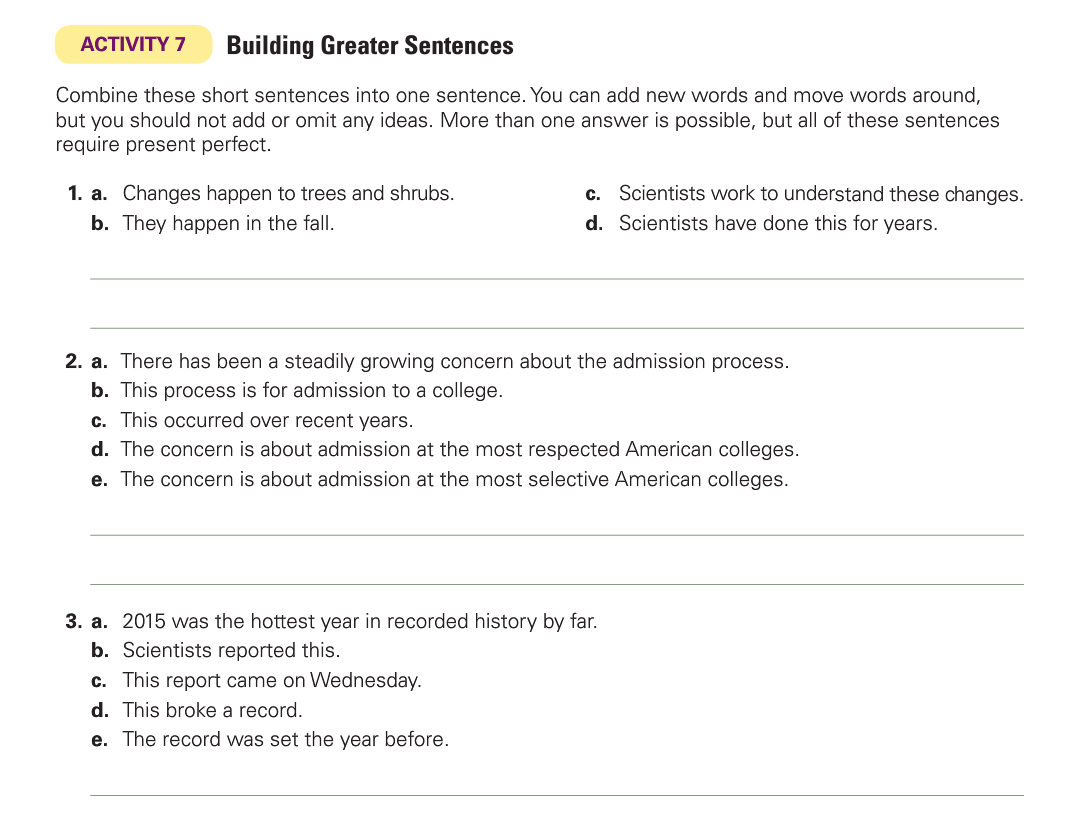 ACTIVITY 7 Building Greater Sentences
Combine these short sentences into one sentence. You can add new words and move words around,
but you should not add or omit any ideas. More than one answer is possible, but all of these sentences
require present perfect.
1. a. Changes happen to trees and shrubs.
b. They happen in the fall.
c. Scientists work to understand these changes.
d. Scientists have done this for years.
2. a. There has been a steadily growing concern about the admission process.
b. This process is for admission to a college.
c. This occurred over recent years.
d. The concern is about admission at the most respected American colleges.
e. The concern is about admission at the most selective American colleges.
3. a. 2015 was the hottest year in recorded history by far.
b. Scientists reported this.
c. This report came on Wednesday.
d. This broke a record.
e. The record was set the year before.